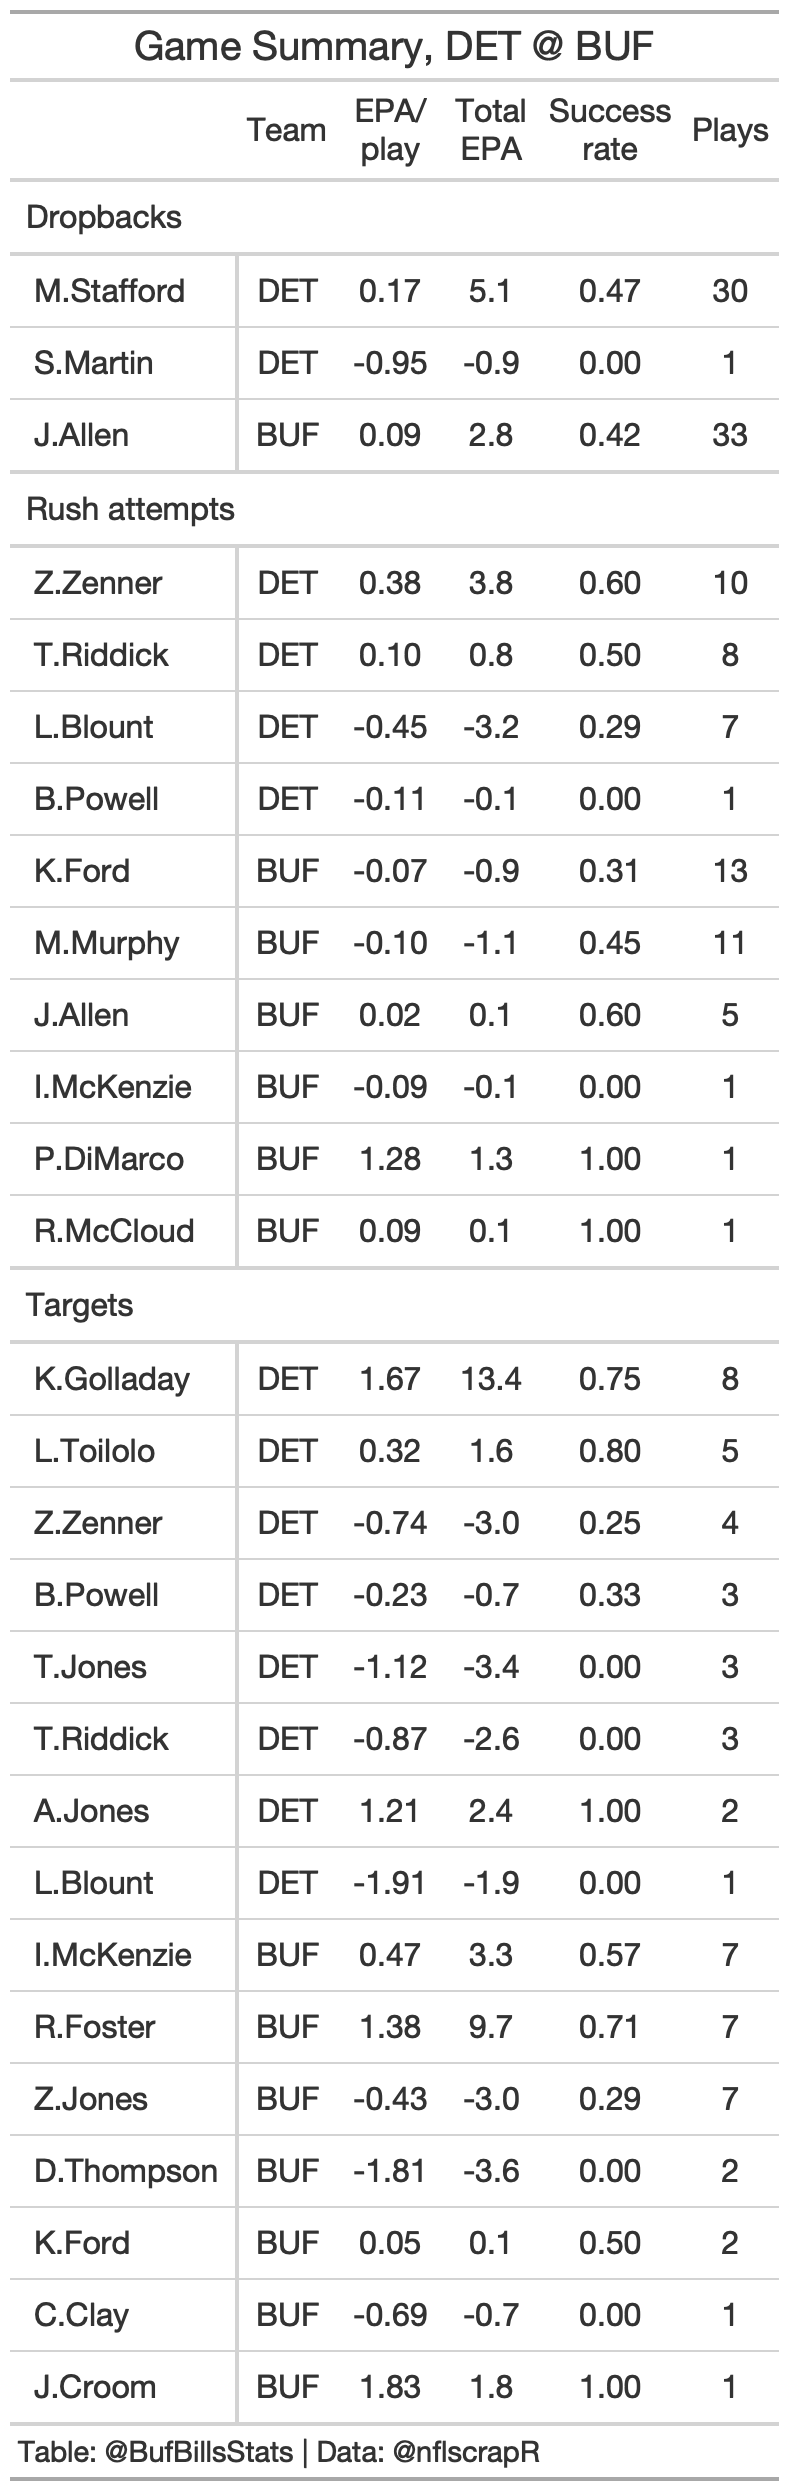 Game Summary, DET @ BUF
Team EPA/play Total EPA Success rate Plays
Dropbacks
M.Stafford DET 0.17 5.1 0.47 30
S.Martin DET -0.95 -0.9 0.00 1
J.Allen BUF 0.09 2.8 0.42 33
Rush attempts
Z.Zenner DET 0.38 3.8 0.60 10
T.Riddick DET 0.10 0.8 0.50 8
L.Blount DET -0.45 -3.2 0.29 7
B.Powell DET -0.11 -0.1 0.00 1
K.Ford BUF -0.07 -0.9 0.31 13
M.Murphy BUF -0.10 -1.1 0.45 11
J.Allen BUF 0.02 0.1 0.60 5
I.McKenzie BUF -0.09 -0.1 0.00 1
P.DiMarco BUF 1.28 1.3 1.00 1
R.McCloud BUF 0.09 0.1 1.00 1
Targets
K.Golladay DET 1.67 13.4 0.75 8
L.Toilolo DET 0.32 1.6 0.80 5
Z.Zenner DET -0.74 -3.0 0.25 4
B.Powell DET -0.23 -0.7 0.33 3
T.Jones DET -1.12 -3.4 0.00 3
T.Riddick DET -0.87 -2.6 0.00 3
A.Jones DET 1.21 2.4 1.00 2
L.Blount DET -1.91 -1.9 0.00 1
I.McKenzie BUF 0.47 3.3 0.57 7
R.Foster BUF 1.38 9.7 0.71 7
Z.Jones BUF -0.43 -3.0 0.29 7
D.Thompson BUF -1.81 -3.6 0.00 2
K.Ford BUF 0.05 0.1 0.50 2
C.Clay BUF -0.69 -0.7 0.00 1
J.Croom BUF 1.83 1.8 1.00 1
Table: @BufBillsStats | Data: @nflscrapR